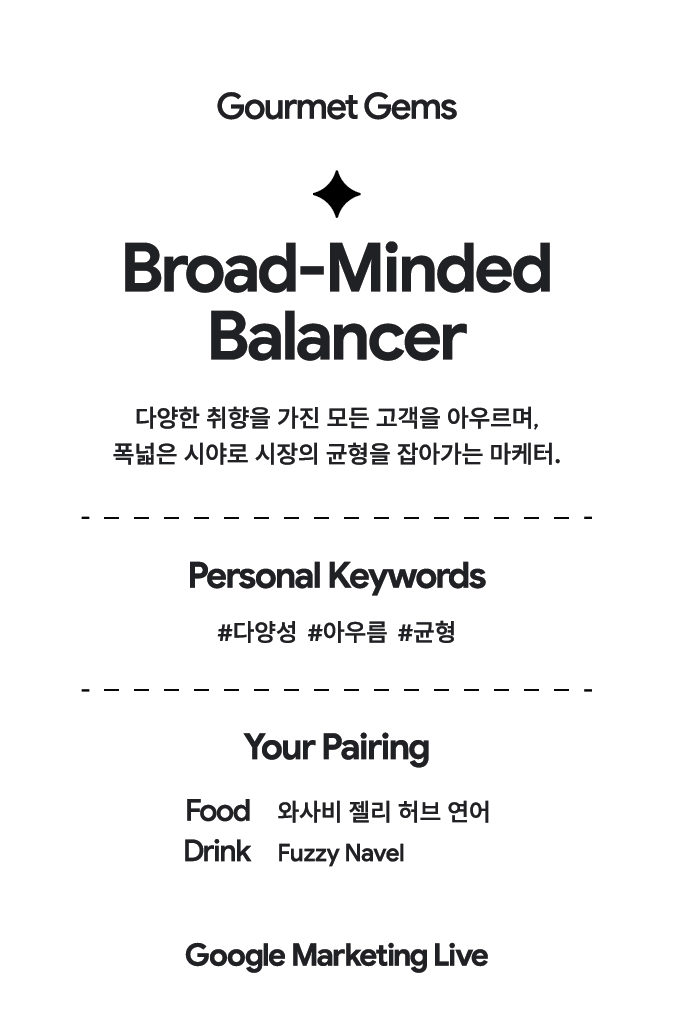 Gourmet Gems
Broad-Minded
Balancer
다양한 취향을 가진 모든 고객을 아우르며,
폭넓은 시야로 시장의 균형을 잡아가는 마케터.
Personal Keywords
#다양성 #아우름 #균형
Your Pairing
Food 와사비 젤리 허브 연어
Drink Fuzzy Navel
Google Marketing Live